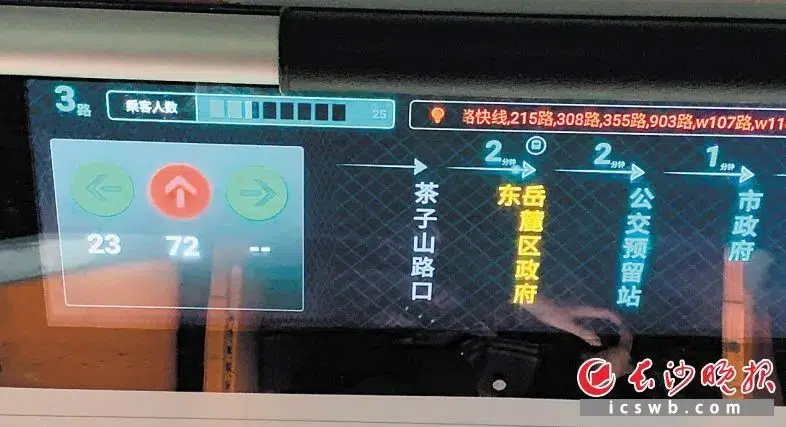 3路
乘客人数
25
路快线,215路,308路,355路,903路,w107路,w11
23
72
--
2分钟
2分钟
1分钟
茶子山路口
岳麓区政府东
公交预留站
市政府
长沙晚报
icswb.com